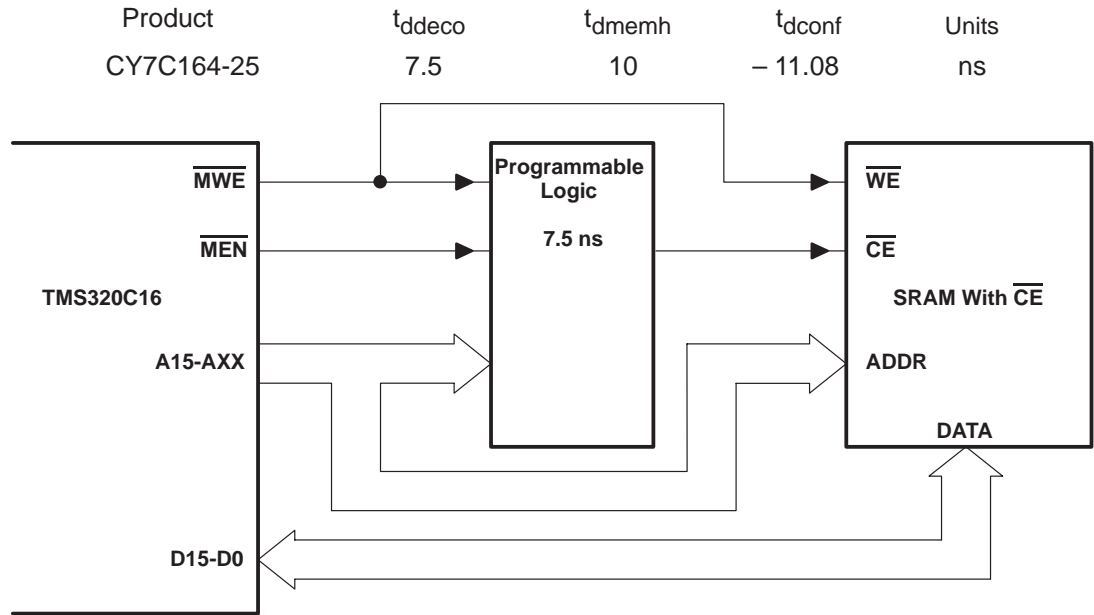 Product t_ddeco t_dmemh t_dconf Units
CY7C164-25 7.5 10 – 11.08 ns
MWE
Programmable
Logic
7.5 ns
WE
MEN
CE
TMS320C16
SRAM With CE
A15-AXX
ADDR
DATA
D15-D0